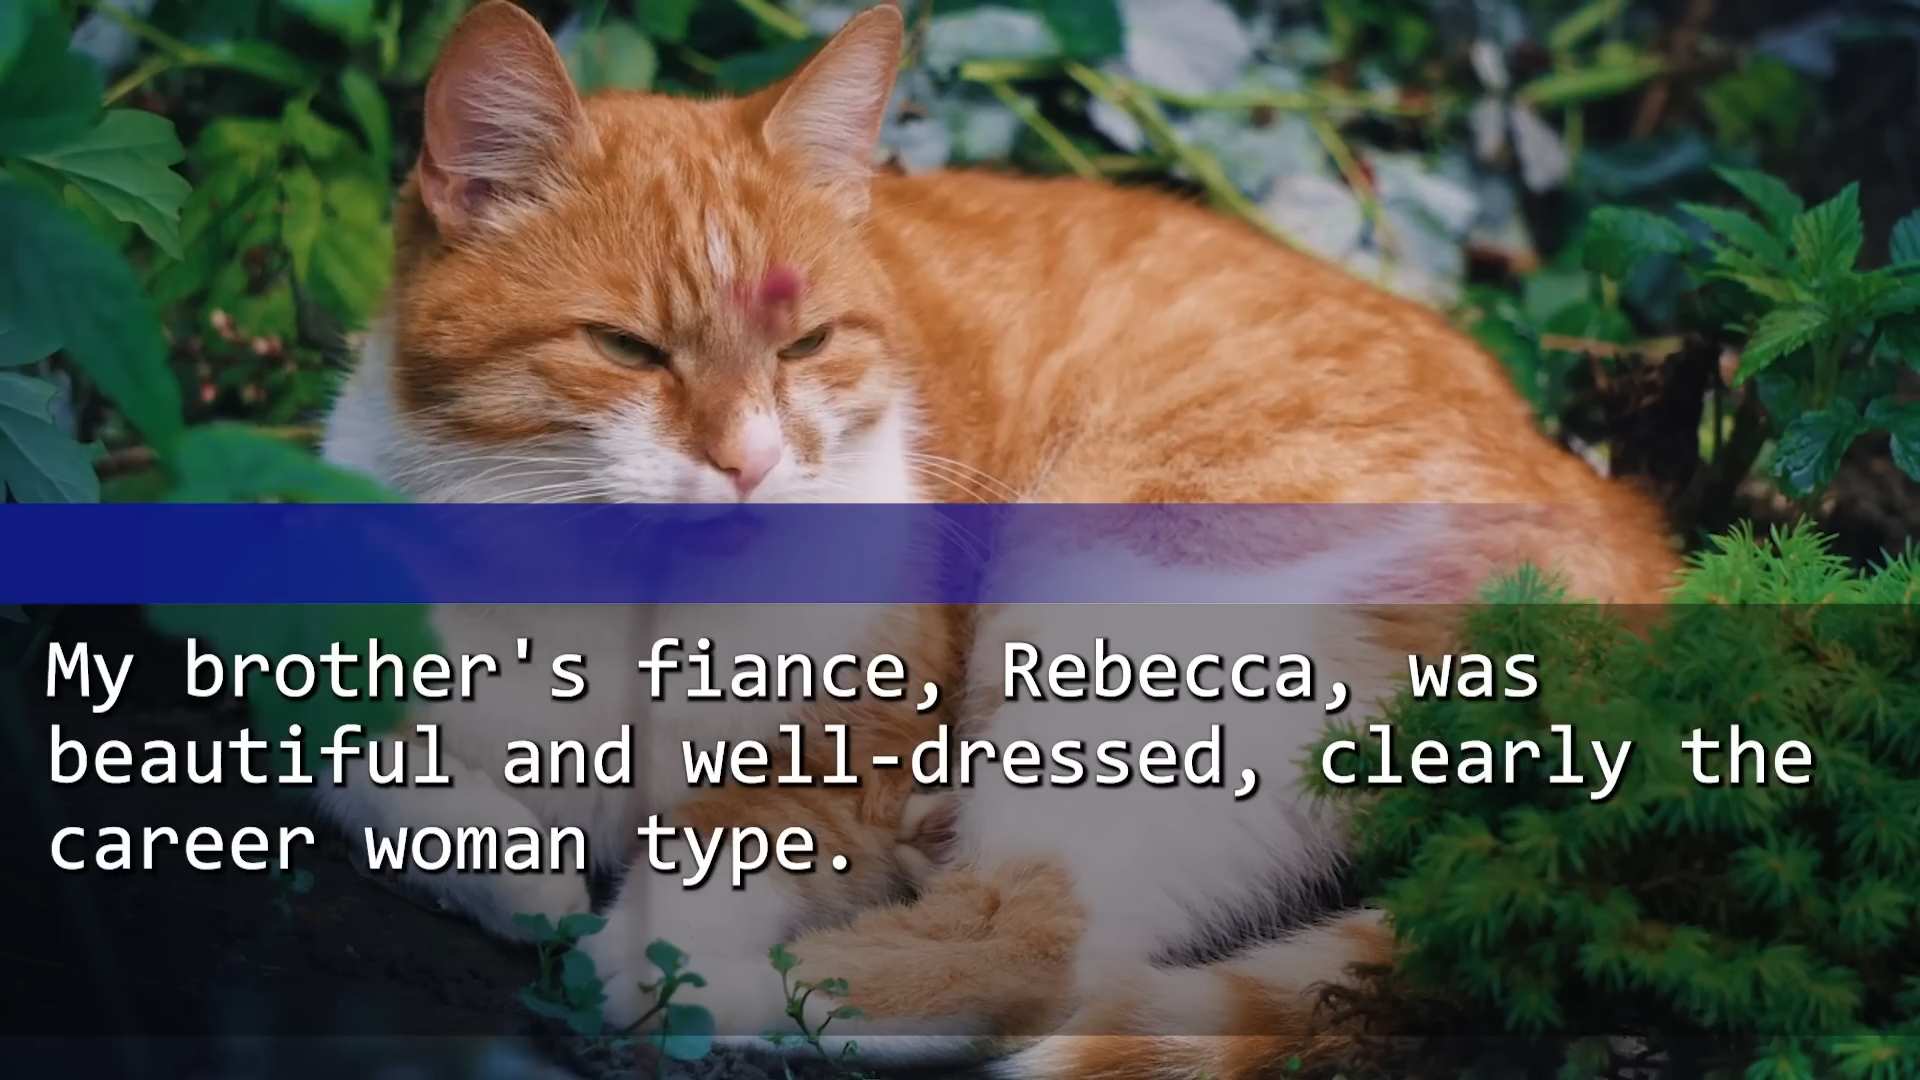 My brother's fiance, Rebecca, was
beautiful and well-dressed, clearly the
career woman type.